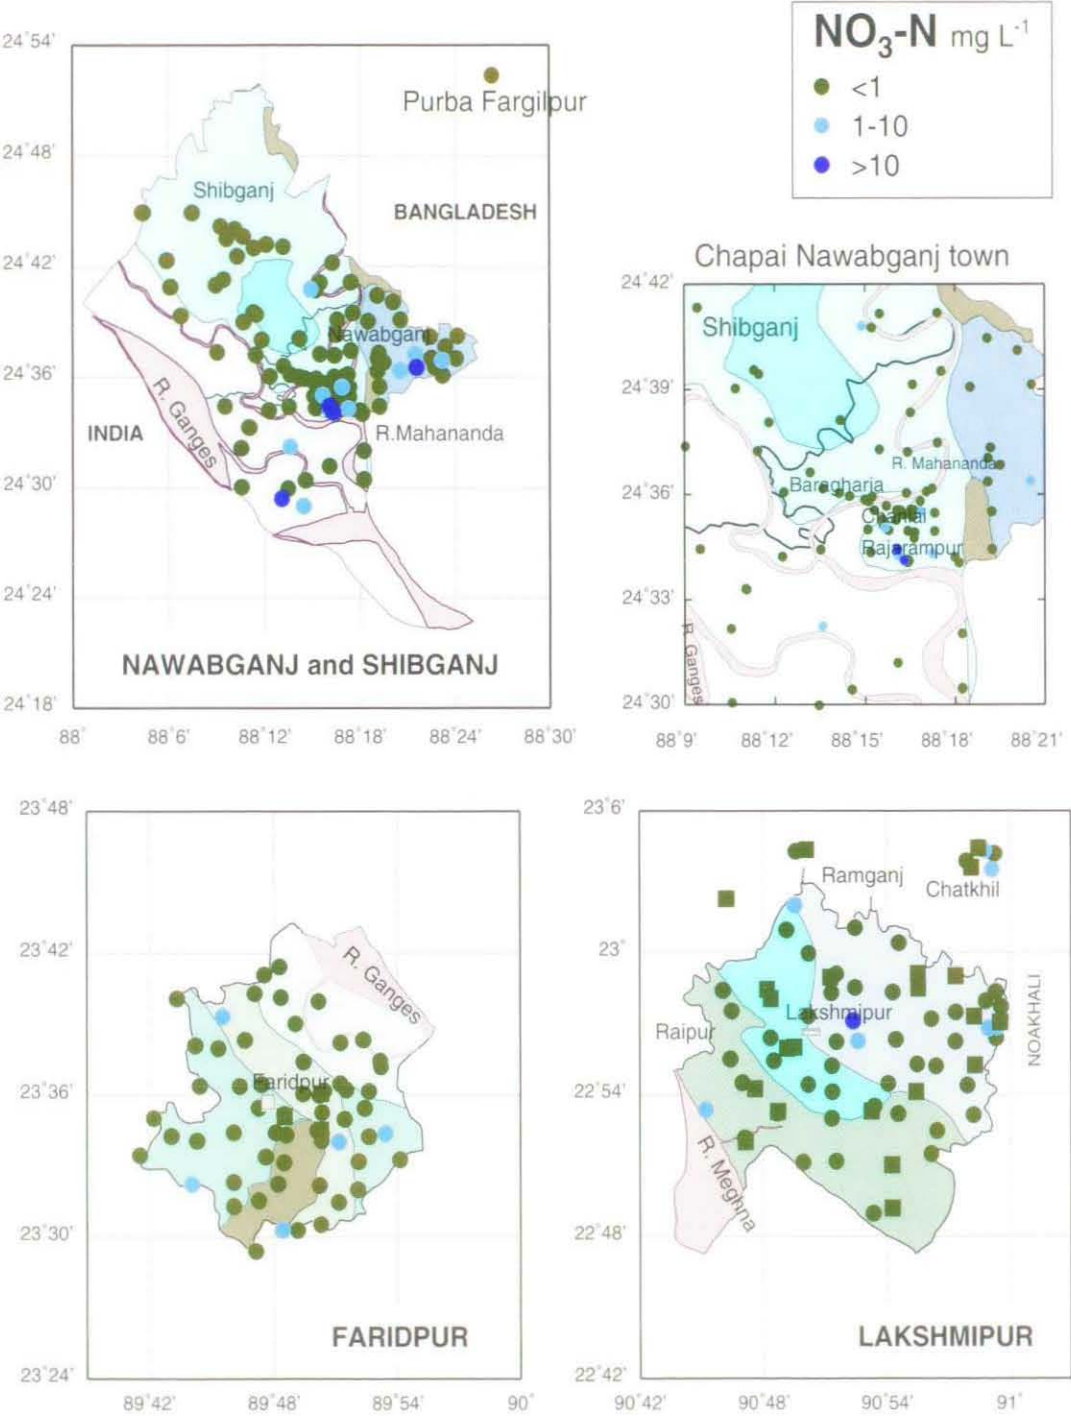 NO3-N mg L-1
<1
1-10
>10
24°54'
24°48'
24°42'
24°36'
24°30'
24°24'
24°18'
88°
88°6'
88°12'
88°18'
88°24'
88°30'
Purba Fargilpur
Shibganj
BANGLADESH
Nawabganj
R. Ganges
INDIA
R.Mahananda
NAWABGANJ and SHIBGANJ
Chapai Nawabganj town
24°42'
24°39'
24°36'
24°33'
24°30'
88°9'
88°12'
88°15'
88°18'
88°21'
Shibganj
R. Mahananda
Baragharia
Chanlai
Rajarampur
R. Ganges
23°48'
23°42'
23°36'
23°30'
23°24'
89°42'
89°48'
89°54'
90°
R. Ganges
Faridpur
FARIDPUR
23°6'
23°
22°54'
22°48'
22°42'
90°42'
90°48'
90°54'
91°
Ramganj
Chatkhil
Lakshmipur
Raipur
NOAKHALI
R. Meghna
LAKSHMIPUR